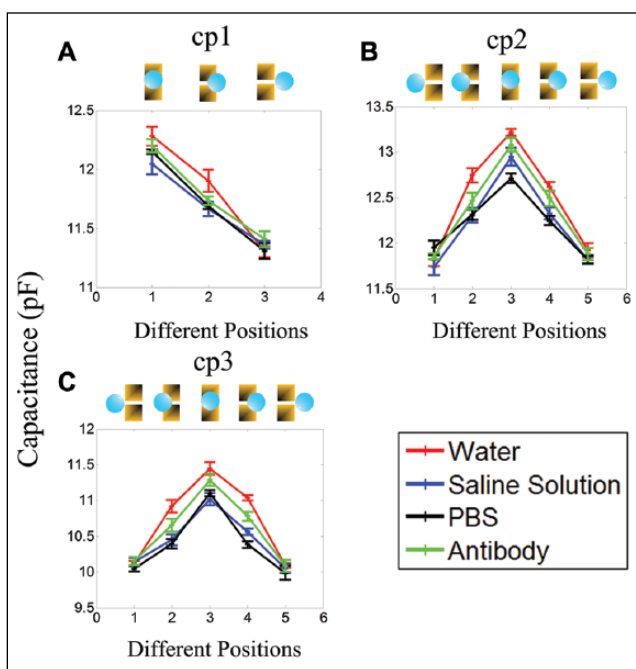 cp1
A
12.5
12
11.5
11
0 1 2 3 4
Different Positions
cp2
B
13.5
13
12.5
12
11.5
0 1 2 3 4 5 6
Different Positions
cp3
C
12
11.5
11
10.5
10
9.5
0 1 2 3 4 5 6
Different Positions
Capacitance (pF)
Water
Saline Solution
PBS
Antibody